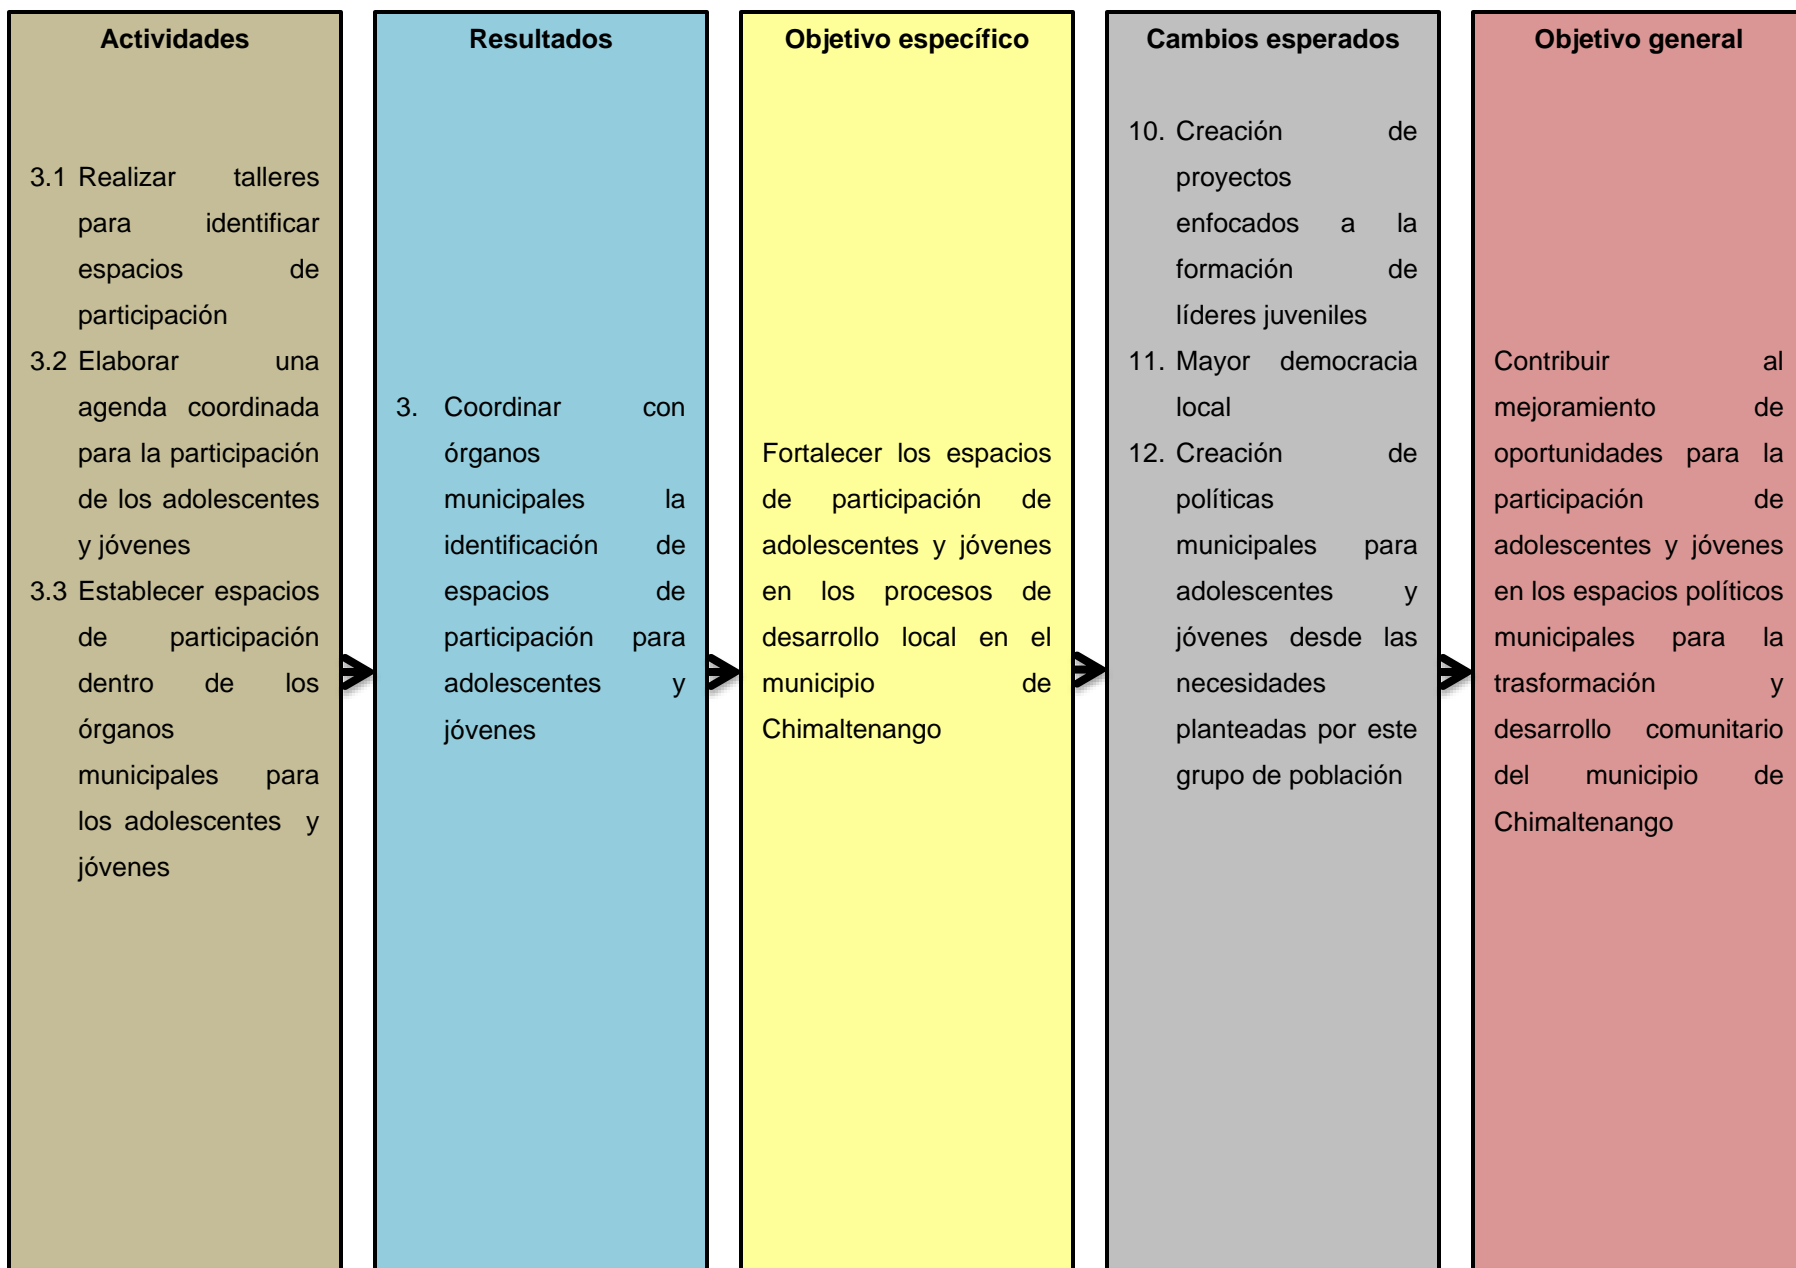 Actividades
3.1 Realizar talleres
para identificar
espacios de
participación
3.2 Elaborar una
agenda coordinada
para la participación
de los adolescentes
y jóvenes
3.3 Establecer espacios
de participación
dentro de los
órganos
municipales para
los adolescentes y
jóvenes
Resultados
3. Coordinar con
órganos
municipales la
identificación de
espacios de
participación para
adolescentes y
jóvenes
Objetivo específico
Fortalecer los espacios
de participación de
adolescentes y jóvenes
en los procesos de
desarrollo local en el
municipio de
Chimaltenango
Cambios esperados
10. Creación de
proyectos
enfocados a la
formación de
líderes juveniles
11. Mayor democracia
local
12. Creación de
políticas
municipales para
adolescentes y
jóvenes desde las
necesidades
planteadas por este
grupo de población
Objetivo general
Contribuir al
mejoramiento de
oportunidades para la
participación de
adolescentes y jóvenes
en los espacios políticos
municipales para la
trasformación y
desarrollo comunitario
del municipio de
Chimaltenango